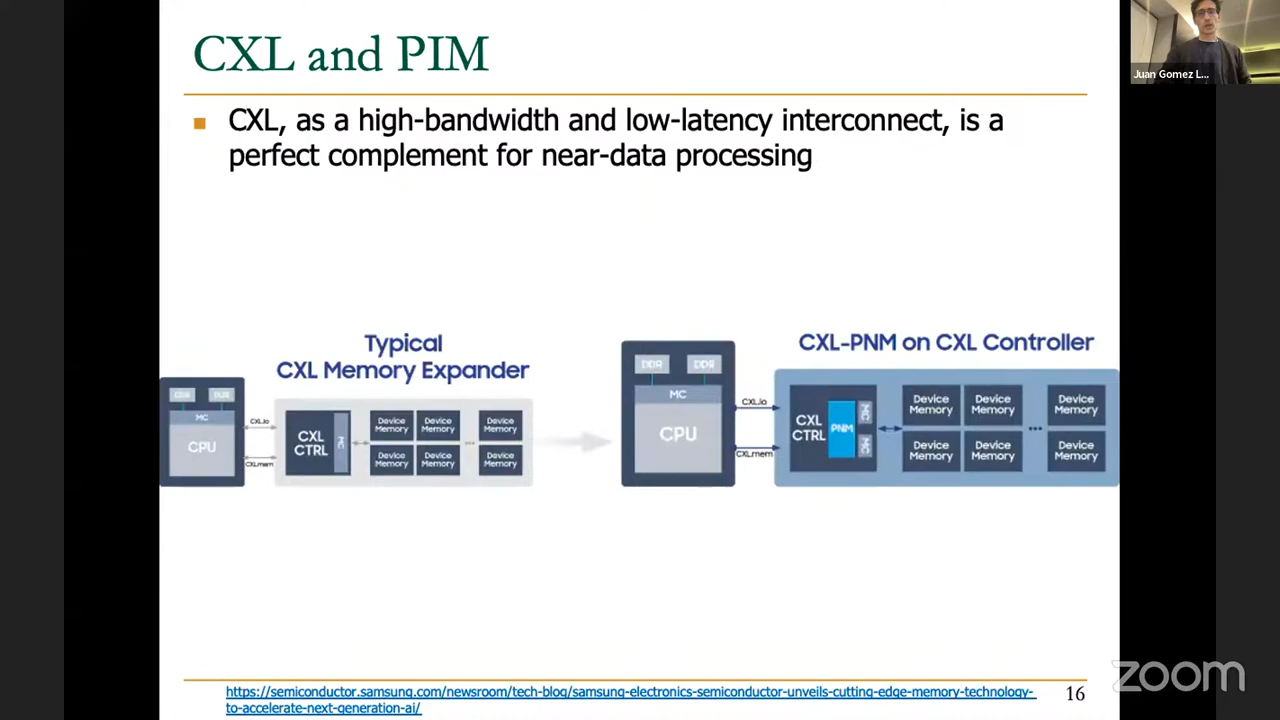 CXL and PIM
Juan Gomez L...
CXL, as a high-bandwidth and low-latency interconnect, is a
perfect complement for near-data processing
Typical
CXL Memory Expander
DDR DDR
MC
CPU
CXL.io
CXL.mem
CXL
CTRL
MC
Device
Memory
Device
Memory
...
Device
Memory
Device
Memory
Device
Memory
Device
Memory
CXL-PNM on CXL Controller
DDR DDR
MC
CPU
CXL.io
CXL.mem
CXL
CTRL
PNM
MC
MC
Device
Memory
Device
Memory
...
Device
Memory
Device
Memory
Device
Memory
Device
Memory
https://semiconductor.samsung.com/newsroom/tech-blog/samsung-electronics-semiconductor-unveils-cutting-edge-memory-technology-
to-accelerate-next-generation-ai/
16
zoom